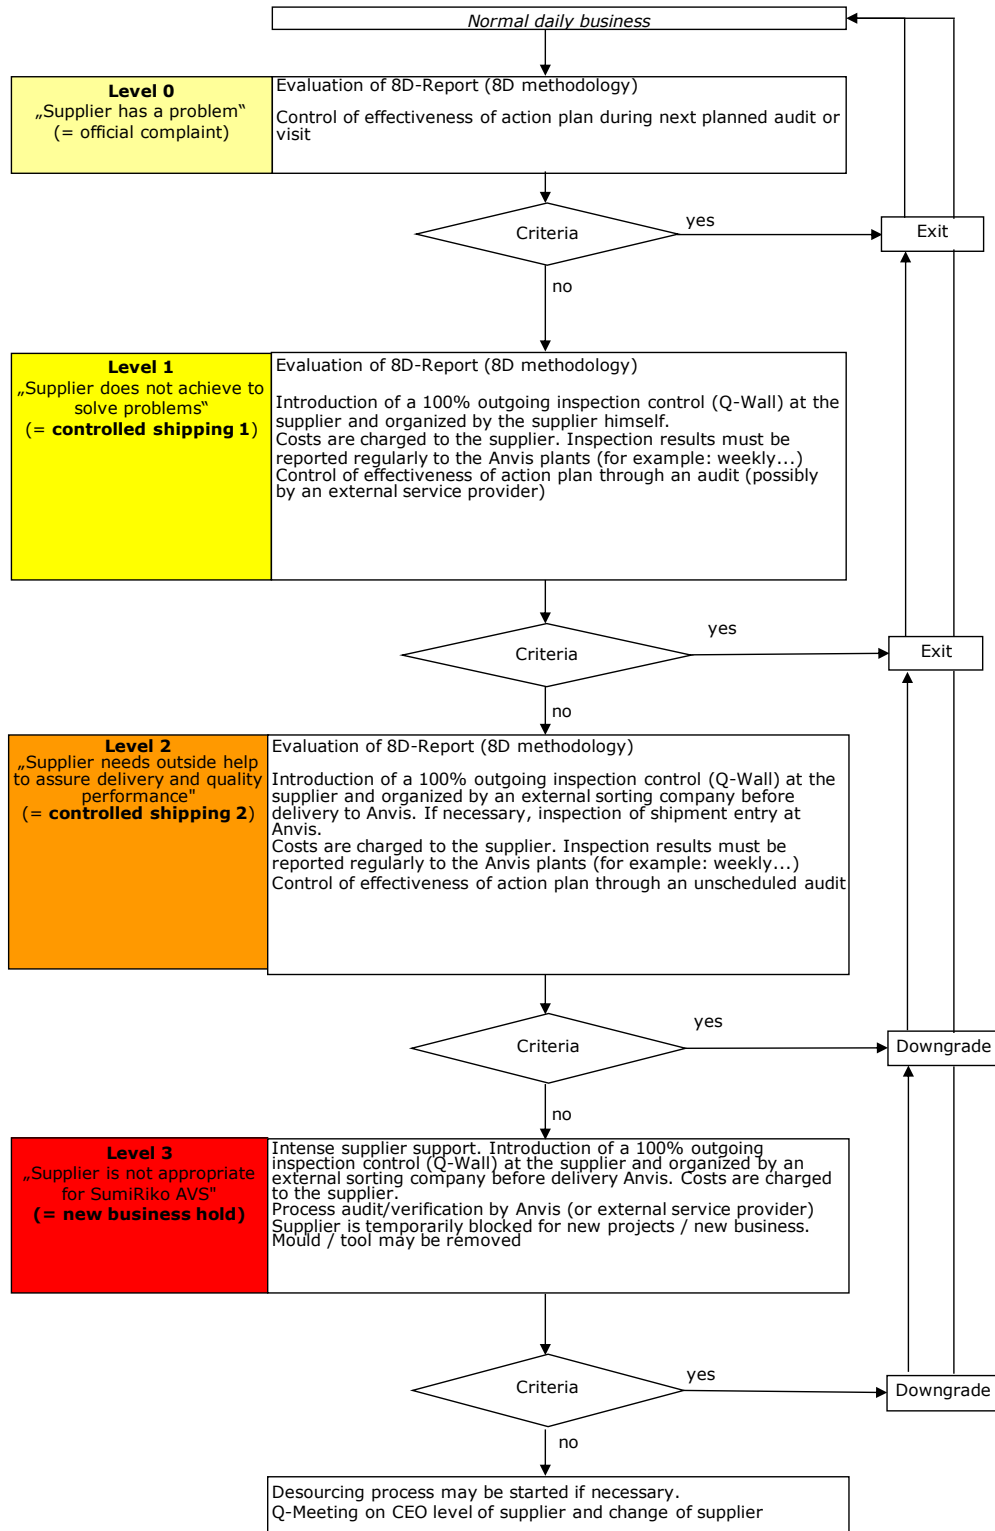 Normal daily business
Level 0
„Supplier has a problem“
(= official complaint)
Evaluation of 8D-Report (8D methodology)
Control of effectiveness of action plan during next planned audit or
visit
Criteria
yes
Exit
no
Level 1
„Supplier does not achieve to
solve problems“
(= controlled shipping 1)
Evaluation of 8D-Report (8D methodology)
Introduction of a 100% outgoing inspection control (Q-Wall) at the
supplier and organized by the supplier himself.
Costs are charged to the supplier. Inspection results must be
reported regularly to the Anvis plants (for example: weekly...)
Control of effectiveness of action plan through an audit (possibly
by an external service provider)
Criteria
yes
Exit
no
Level 2
„Supplier needs outside help
to assure delivery and quality
performance"
(= controlled shipping 2)
Evaluation of 8D-Report (8D methodology)
Introduction of a 100% outgoing inspection control (Q-Wall) at the
supplier and organized by an external sorting company before
delivery to Anvis. If necessary, inspection of shipment entry at
Anvis.
Costs are charged to the supplier. Inspection results must be
reported regularly to the Anvis plants (for example: weekly...)
Control of effectiveness of action plan through an unscheduled audit
Criteria
yes
Downgrade
no
Level 3
„Supplier is not appropriate
for SumiRiko AVS"
(= new business hold)
Intense supplier support. Introduction of a 100% outgoing
inspection control (Q-Wall) at the supplier and organized by an
external sorting company before delivery Anvis. Costs are charged
to the supplier.
Process audit/verification by Anvis (or external service provider)
Supplier is temporarily blocked for new projects / new business.
Mould / tool may be removed
Criteria
yes
Downgrade
no
Desourcing process may be started if necessary.
Q-Meeting on CEO level of supplier and change of supplier